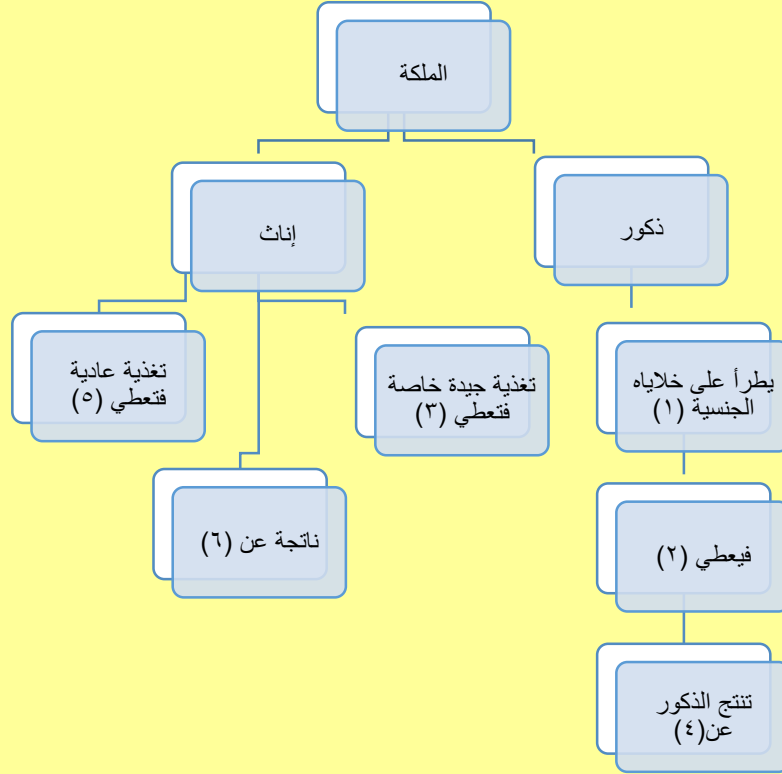 الملكة
ذكور
إناث
يطرأ على خلاياه
الجنسية (١)
تغذية جيدة خاصة
فتعطي (٣)
تغذية عادية
فتعطي (٥)
فيعطي (٢)
ناتجة عن (٦)
تنتج الذكور
عن(٤)